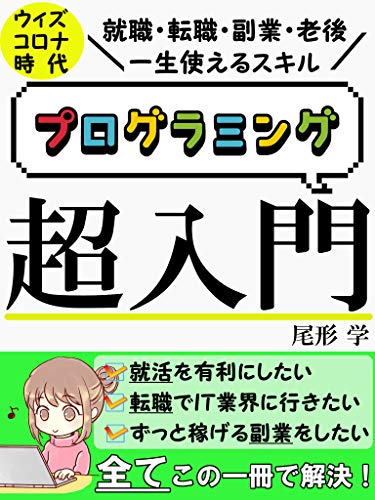 ウィズ
コロナ
時代
就職・転職・副業・老後
一生使えるスキル
プログラミング
超入門
尾形 学
就活を有利にしたい
転職でIT業界に行きたい
ずっと稼げる副業をしたい
全てこの一冊で解決！